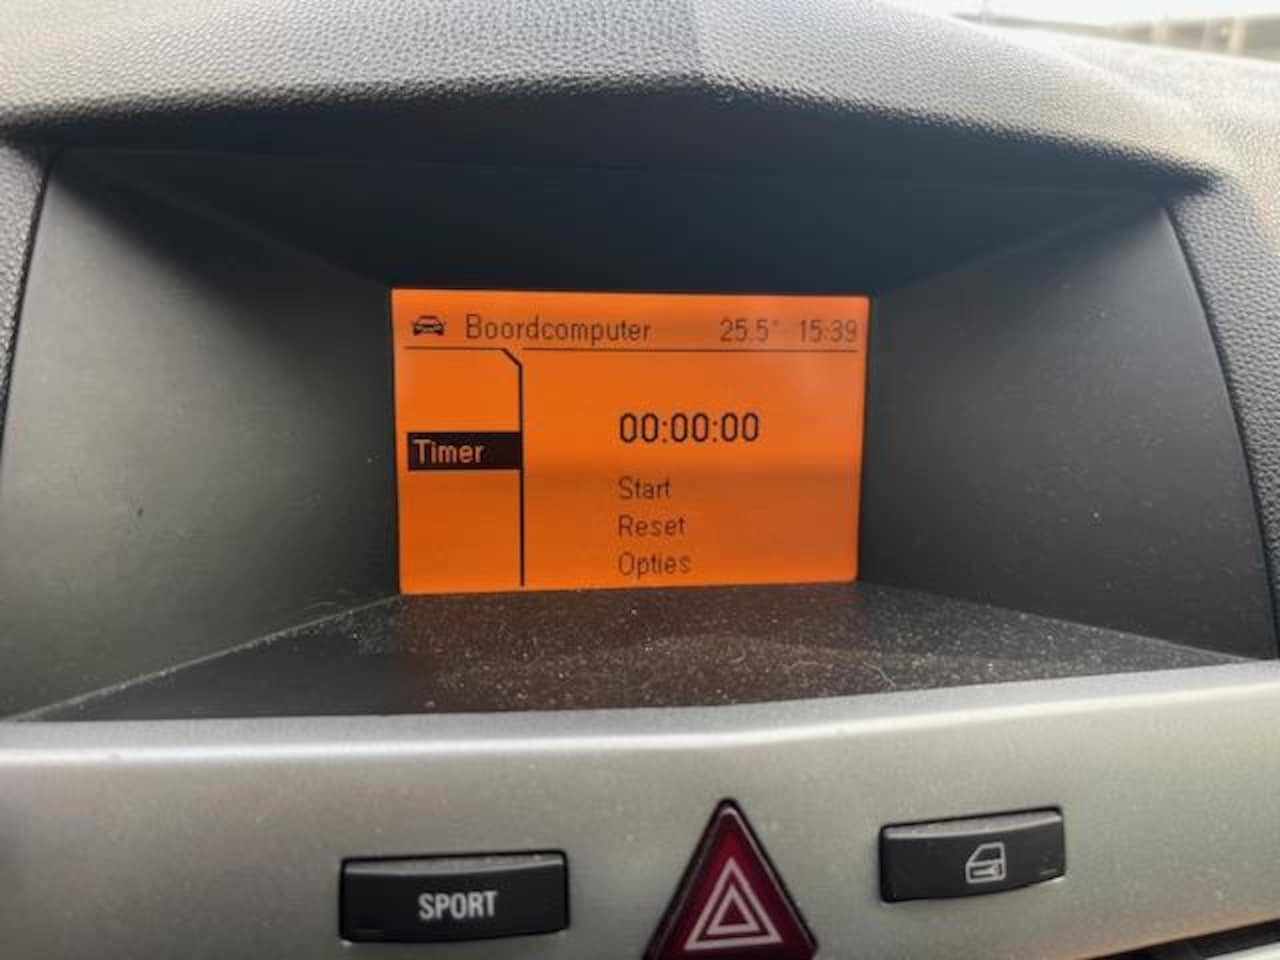 Boordcomputer 25.5° 15:39
00:00:00
Timer
Start
Reset
Opties
SPORT